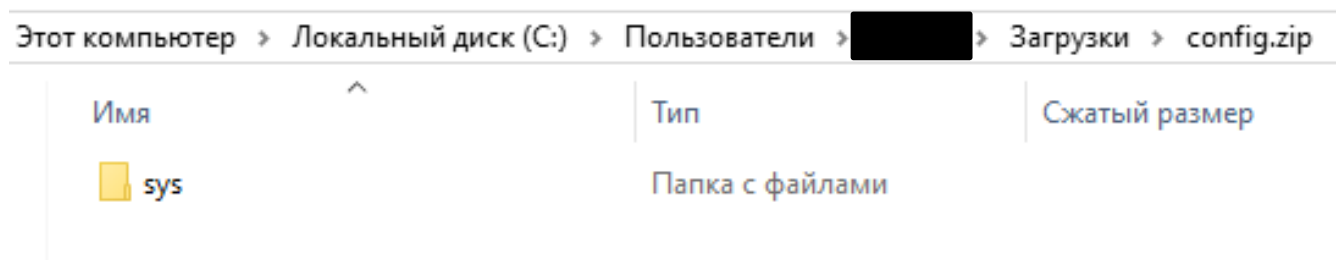 Этот компьютер > Локальный диск (C:) > Пользователи > > Загрузки > config.zip
Имя Тип Сжатый размер
sys Папка с файлами